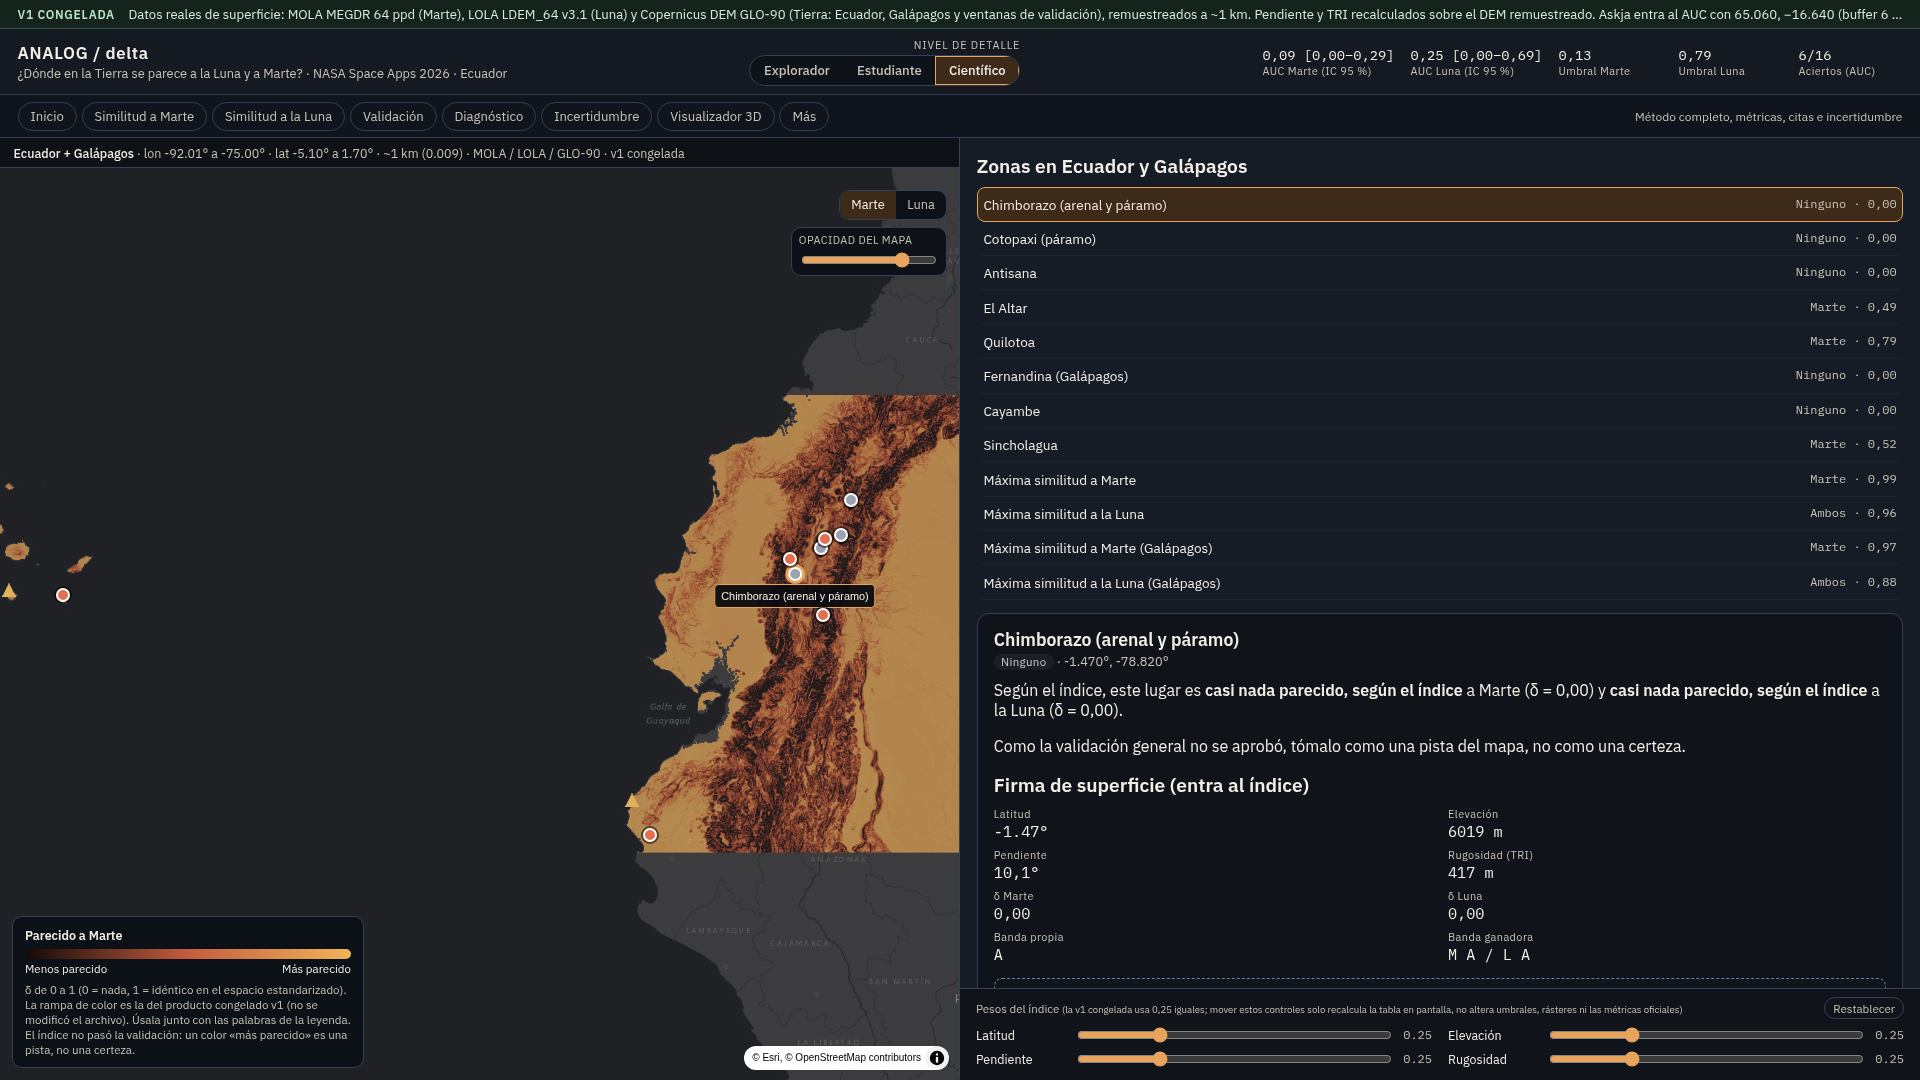 V1 CONGELADA Datos reales de superficie: MOLA MEGDR 64 ppd (Marte), LOLA LDEM_64 v3.1 (Luna) y Copernicus DEM GLO-90 (Tierra: Ecuador, Galápagos y ventanas de validación), remuestreados a ~1 km. Pendiente y TRI recalculados sobre el DEM remuestreado. Askja entra al AUC con 65.060, −16.640 (buffer 6 ...
ANALOG / delta
¿Dónde en la Tierra se parece a la Luna y a Marte? · NASA Space Apps 2026 · Ecuador
NIVEL DE DETALLE
Explorador Estudiante Científico
0,09 [0,00–0,29] 0,25 [0,00–0,69] 0,13 0,79 6/16
AUC Marte (IC 95 %) AUC Luna (IC 95 %) Umbral Marte Umbral Luna Aciertos (AUC)
Inicio Similitud a Marte Similitud a la Luna Validación Diagnóstico Incertidumbre Visualizador 3D Más
Método completo, métricas, citas e incertidumbre
Ecuador + Galápagos · lon -92.01° a -75.00° · lat -5.10° a 1.70° · ~1 km (0.009) · MOLA / LOLA / GLO-90 · v1 congelada
Marte Luna
OPACIDAD DEL MAPA
CAUCA
Chimborazo (arenal y páramo)
Golfo de
Guayaquil
AMAZONAS
LAMBAYEQUE
CAJAMARCA
SAN MARTIN
LA LIBERTAD
Parecido a Marte
Menos parecido Más parecido
δ de 0 a 1 (0 = nada, 1 = idéntico en el espacio estandarizado).
La rampa de color es la del producto congelado v1 (no se
modificó el archivo). Úsala junto con las palabras de la leyenda.
El índice no pasó la validación: un color «más parecido» es una
pista, no una certeza.
© Esri, © OpenStreetMap contributors
Zonas en Ecuador y Galápagos
Chimborazo (arenal y páramo) Ninguno · 0,00
Cotopaxi (páramo) Ninguno · 0,00
Antisana Ninguno · 0,00
El Altar Marte · 0,49
Quilotoa Marte · 0,79
Fernandina (Galápagos) Ninguno · 0,00
Cayambe Ninguno · 0,00
Sincholagua Marte · 0,52
Máxima similitud a Marte Marte · 0,99
Máxima similitud a la Luna Ambos · 0,96
Máxima similitud a Marte (Galápagos) Marte · 0,97
Máxima similitud a la Luna (Galápagos) Ambos · 0,88
Chimborazo (arenal y páramo)
Ninguno · -1.470°, -78.820°
Según el índice, este lugar es casi nada parecido, según el índice a Marte (δ = 0,00) y casi nada parecido, según el índice a
la Luna (δ = 0,00).
Como la validación general no se aprobó, tómalo como una pista del mapa, no como una certeza.
Firma de superficie (entra al índice)
Latitud Elevación
-1.47° 6019 m
Pendiente Rugosidad (TRI)
10,1° 417 m
δ Marte δ Luna
0,00 0,00
Banda propia Banda ganadora
A M A / L A
Pesos del índice (la v1 congelada usa 0,25 iguales; mover estos controles solo recalcula la tabla en pantalla, no altera umbrales, rásteres ni las métricas oficiales) Restablecer
Latitud 0.25 Elevación 0.25
Pendiente 0.25 Rugosidad 0.25